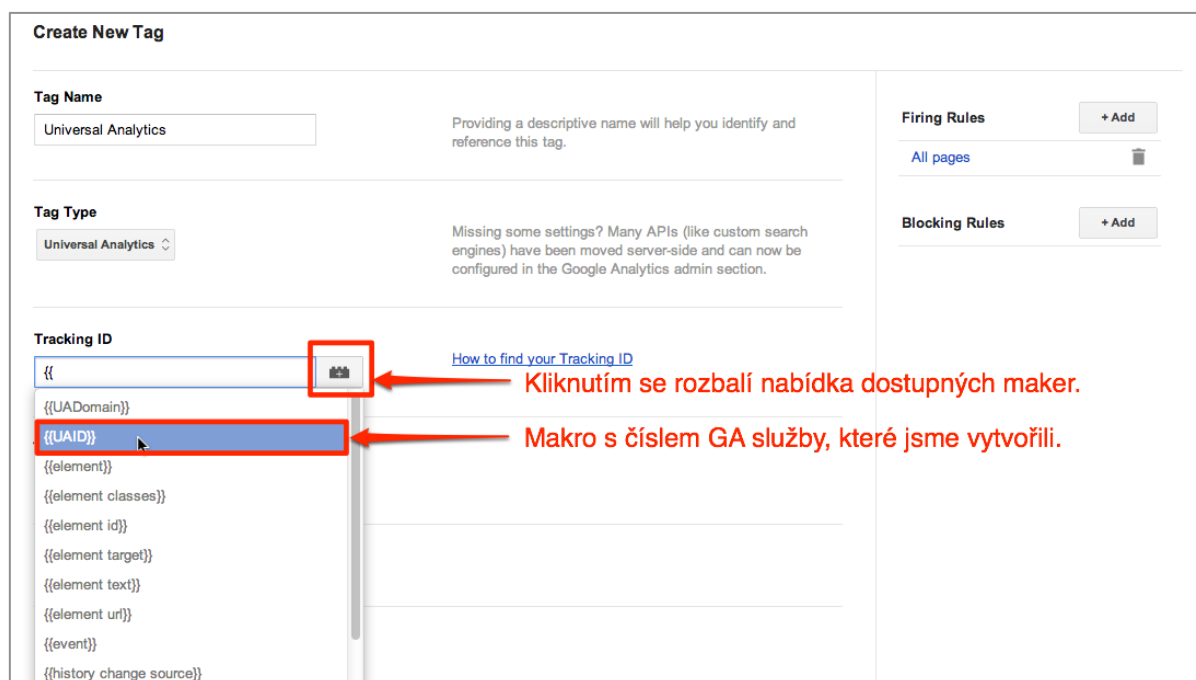 Create New Tag
Tag Name
Universal Analytics
Providing a descriptive name will help you identify and
reference this tag.
Tag Type
Universal Analytics
Missing some settings? Many APIs (like custom search
engines) have been moved server-side and can now be
configured in the Google Analytics admin section.
Tracking ID
{{
How to find your Tracking ID
Kliknutím se rozbalí nabídka dostupných maker.
{{UADomain}}
{{UAID}}
Makro s číslem GA služby, které jsme vytvořili.
{{element}}
{{element classes}}
{{element id}}
{{element target}}
{{element text}}
{{element url}}
{{event}}
{{history change source}}
Firing Rules
+ Add
All pages
Blocking Rules
+ Add